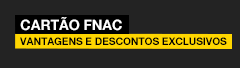 CARTÃO FNAC
VANTAGENS E DESCONTOS EXCLUSIVOS